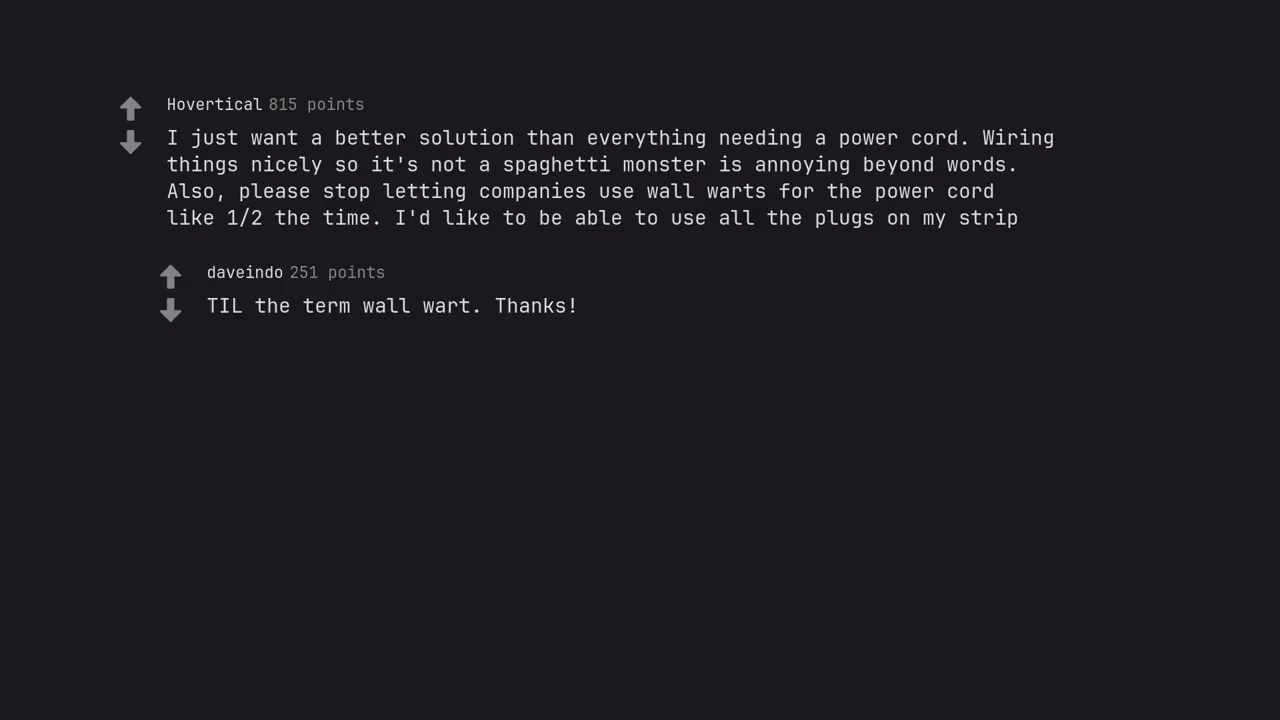 Hovertical 815 points
I just want a better solution than everything needing a power cord. Wiring
things nicely so it's not a spaghetti monster is annoying beyond words.
Also, please stop letting companies use wall warts for the power cord
like 1/2 the time. I'd like to be able to use all the plugs on my strip
daveindo 251 points
TIL the term wall wart. Thanks!